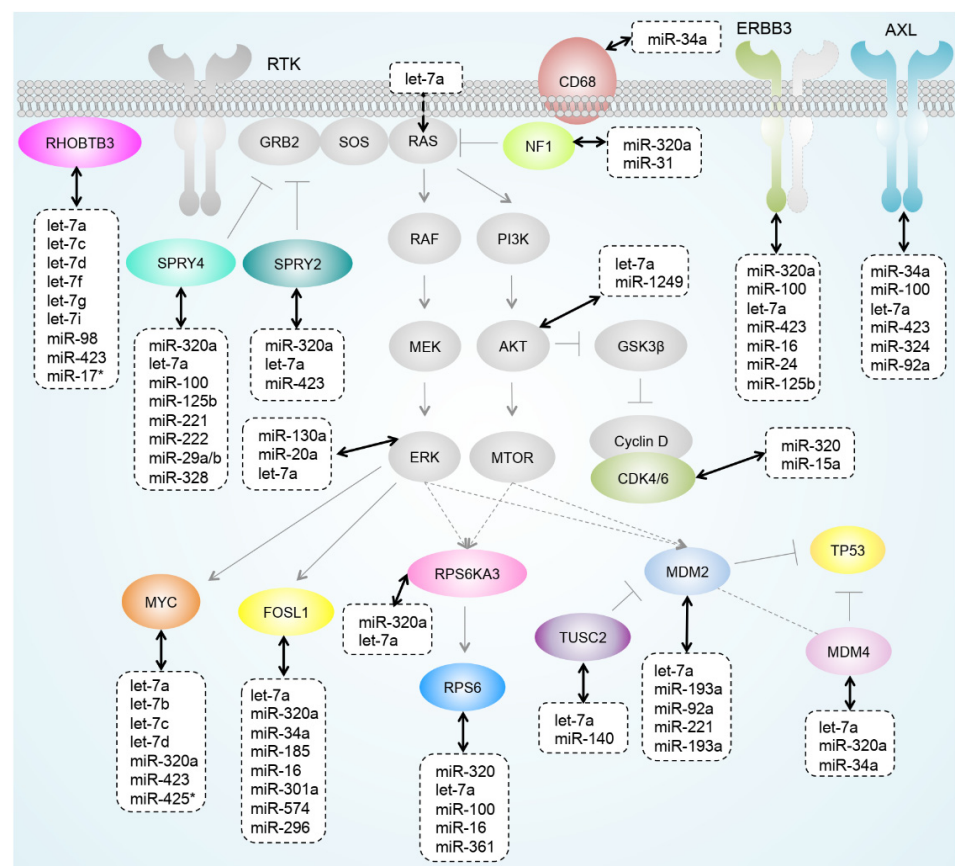 RTK
miR-34a
CD68
ERBB3
AXL
let-7a
RHOBTB3
GRB2
SOS
RAS
NF1
miR-320a
miR-31
let-7a
let-7c
let-7d
let-7f
let-7g
let-7i
miR-98
miR-423
miR-17*
SPRY4
SPRY2
RAF
PI3K
let-7a
miR-1249
miR-320a
miR-100
let-7a
miR-423
miR-16
miR-24
miR-125b
miR-34a
miR-100
let-7a
miR-423
miR-324
miR-92a
miR-320a
let-7a
miR-100
miR-125b
miR-221
miR-222
miR-29a/b
miR-328
miR-320a
let-7a
miR-423
MEK
AKT
GSK3β
miR-130a
miR-20a
let-7a
ERK
MTOR
Cyclin D
CDK4/6
miR-320
miR-15a
TP53
MYC
FOSL1
RPS6KA3
MDM2
miR-320a
let-7a
TUSC2
MDM4
RPS6
let-7a
let-7b
let-7c
let-7d
miR-320a
miR-423
miR-425*
let-7a
miR-320a
miR-34a
miR-185
miR-16
miR-301a
miR-574
miR-296
miR-320
let-7a
miR-100
miR-16
miR-361
let-7a
miR-140
let-7a
miR-193a
miR-92a
miR-221
miR-193a
let-7a
miR-320a
miR-34a